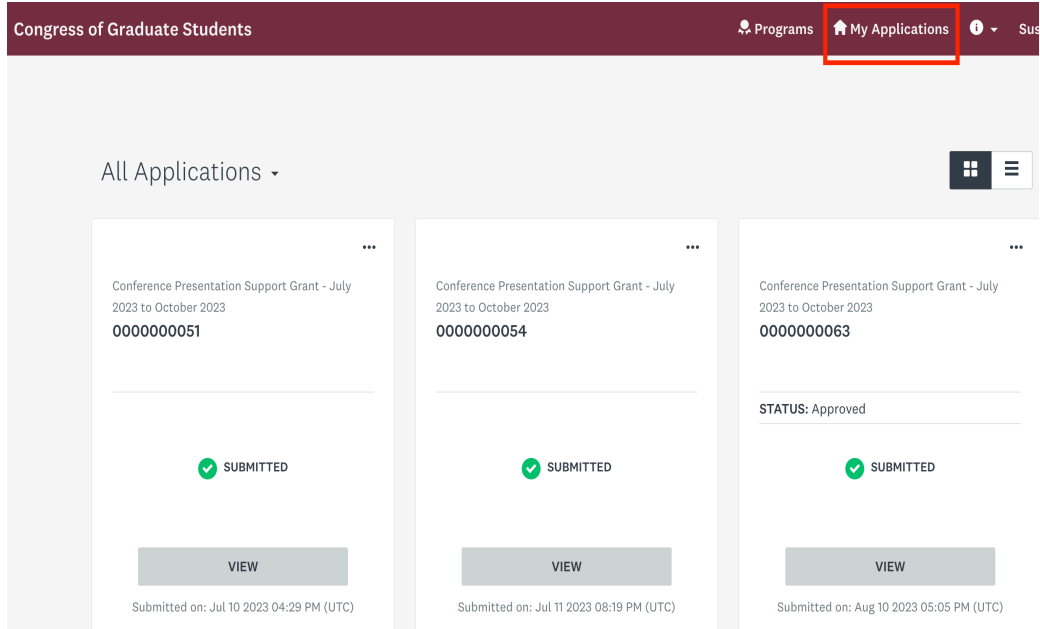 Congress of Graduate Students
Programs
My Applications
All Applications
Conference Presentation Support Grant - July
2023 to October 2023
0000000051
SUBMITTED
VIEW
Submitted on: Jul 10 2023 04:29 PM (UTC)
Conference Presentation Support Grant - July
2023 to October 2023
0000000054
SUBMITTED
VIEW
Submitted on: Jul 11 2023 08:19 PM (UTC)
Conference Presentation Support Grant - July
2023 to October 2023
0000000063
STATUS: Approved
SUBMITTED
VIEW
Submitted on: Aug 10 2023 05:05 PM (UTC)